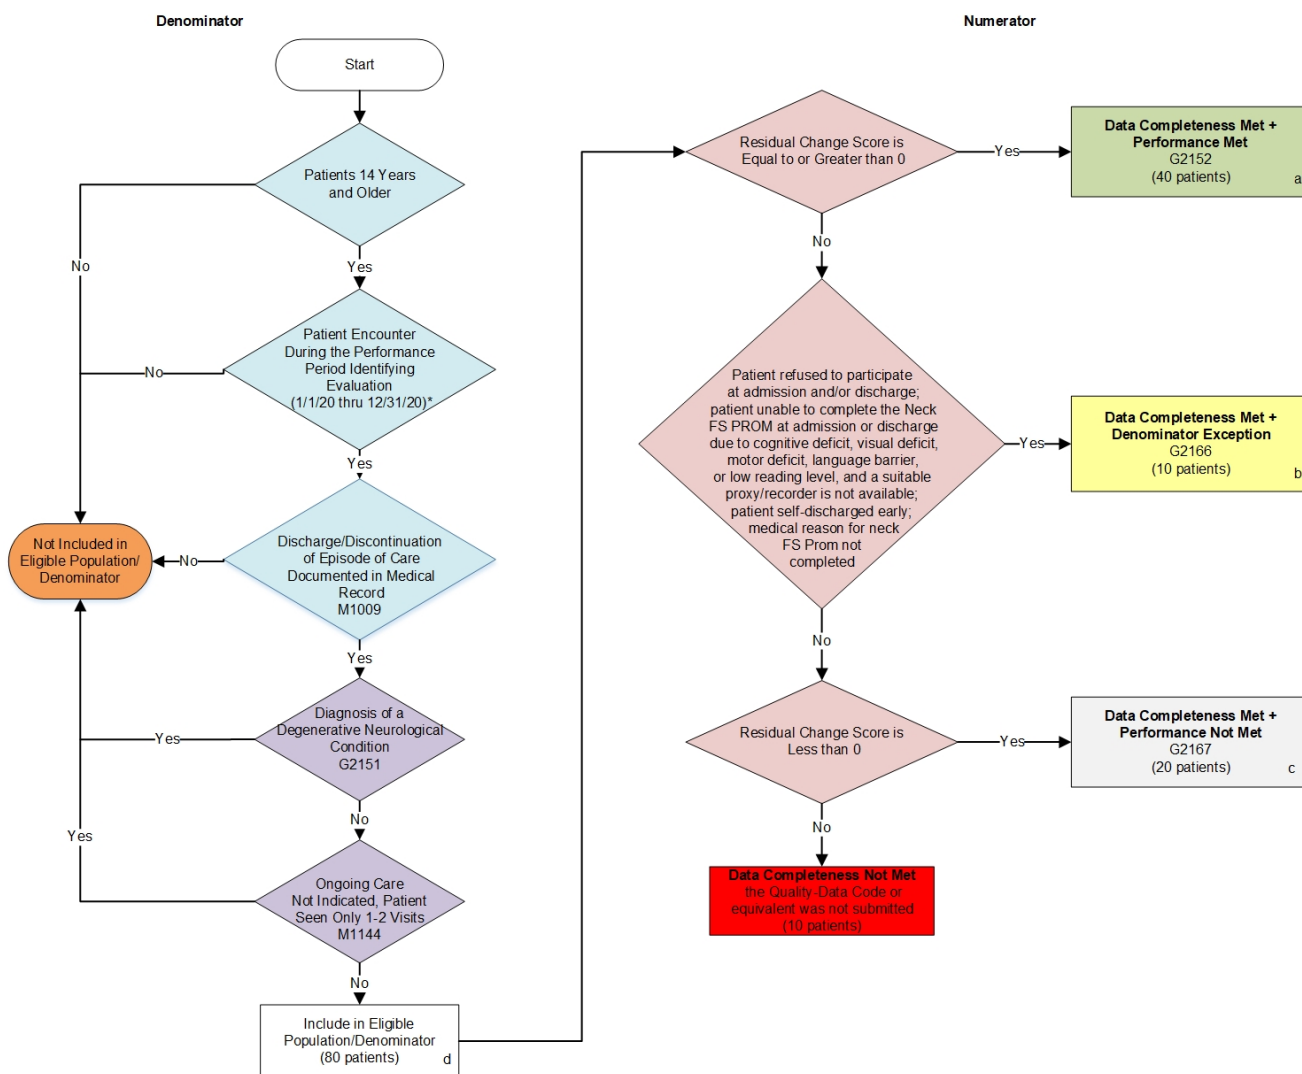 Denominator
Numerator
Start
Patients 14 Years
and Older
No
Yes
Patient Encounter
During the Performance
Period Identifying
Evaluation
(1/1/20 thru 12/31/20)*
No
Yes
Discharge/Discontinuation
of Episode of Care
Documented in Medical
Record
M1009
No
Not Included in
Eligible Population/
Denominator
Yes
Diagnosis of a
Degenerative Neurological
Condition
G2151
Yes
No
Ongoing Care
Not Indicated, Patient
Seen Only 1-2 Visits
M1144
Yes
No
Include in Eligible
Population/Denominator
(80 patients)
d
Residual Change Score is
Equal to or Greater than 0
Yes
Data Completeness Met +
Performance Met
G2152
(40 patients)
a
No
Patient refused to participate
at admission and/or discharge;
patient unable to complete the Neck
FS PROM at admission or discharge
due to cognitive deficit, visual deficit,
motor deficit, language barrier,
or low reading level, and a suitable
proxy/recorder is not available;
patient self-discharged early;
medical reason for neck
FS Prom not
completed
Yes
Data Completeness Met +
Denominator Exception
G2166
(10 patients)
b
No
Residual Change Score is
Less than 0
Yes
Data Completeness Met +
Performance Not Met
G2167
(20 patients)
c
No
Data Completeness Not Met
the Quality-Data Code or
equivalent was not submitted
(10 patients)